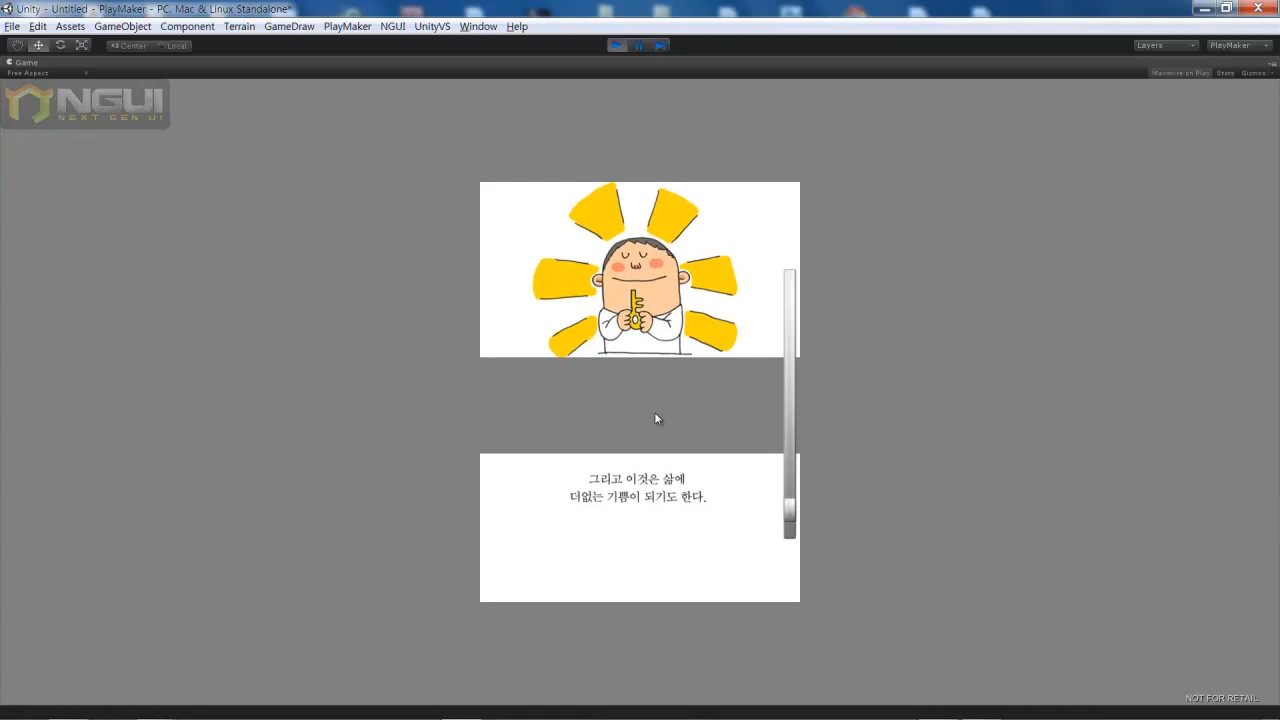 Unity - Untitled - PlayMaker - PC, Mac & Linux Standalone*
File Edit Assets GameObject Component Terrain GameDraw PlayMaker NGUI UnityVS Window Help
Center Local Layers PlayMaker
Game
Free Aspect Maximize on Play Stats Gizmos
NGUI
NEXT GEN UI
그리고 이것은 삶에
더없는 기쁨이 되기도 한다.
NOT FOR RETAIL